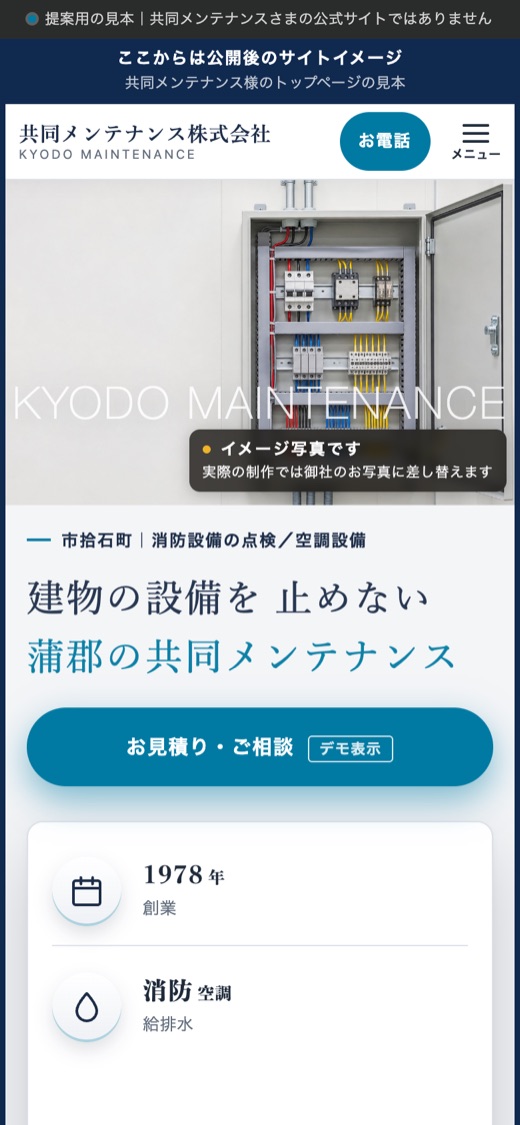 提案用の見本｜共同メンテナンスさまの公式サイトではありません
ここからは公開後のサイトイメージ
共同メンテナンス様のトップページの見本
共同メンテナンス株式会社
KYODO MAINTENANCE
お電話
メニュー
KYODO MAINTENANCE
イメージ写真です
実際の制作では御社のお写真に差し替えます
市拾石町｜消防設備の点検／空調設備
建物の設備を 止めない
蒲郡の共同メンテナンス
お見積り・ご相談 デモ表示
1978 年
創業
消防 空調
給排水